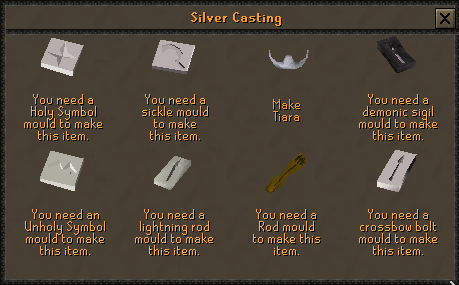 Silver Casting
You need a
Holy Symbol
mould to make
this item.
You need a
sickle mould
to make
this item.
Make
Tiara
You need a
demonic sigil
mould to make
this item.
You need an
Unholy Symbol
mould to make
this item.
You need a
lightning rod
mould to make
this item.
You need a
Rod mould
to make this
item.
You need a
crossbow bolt
mould to make
this item.